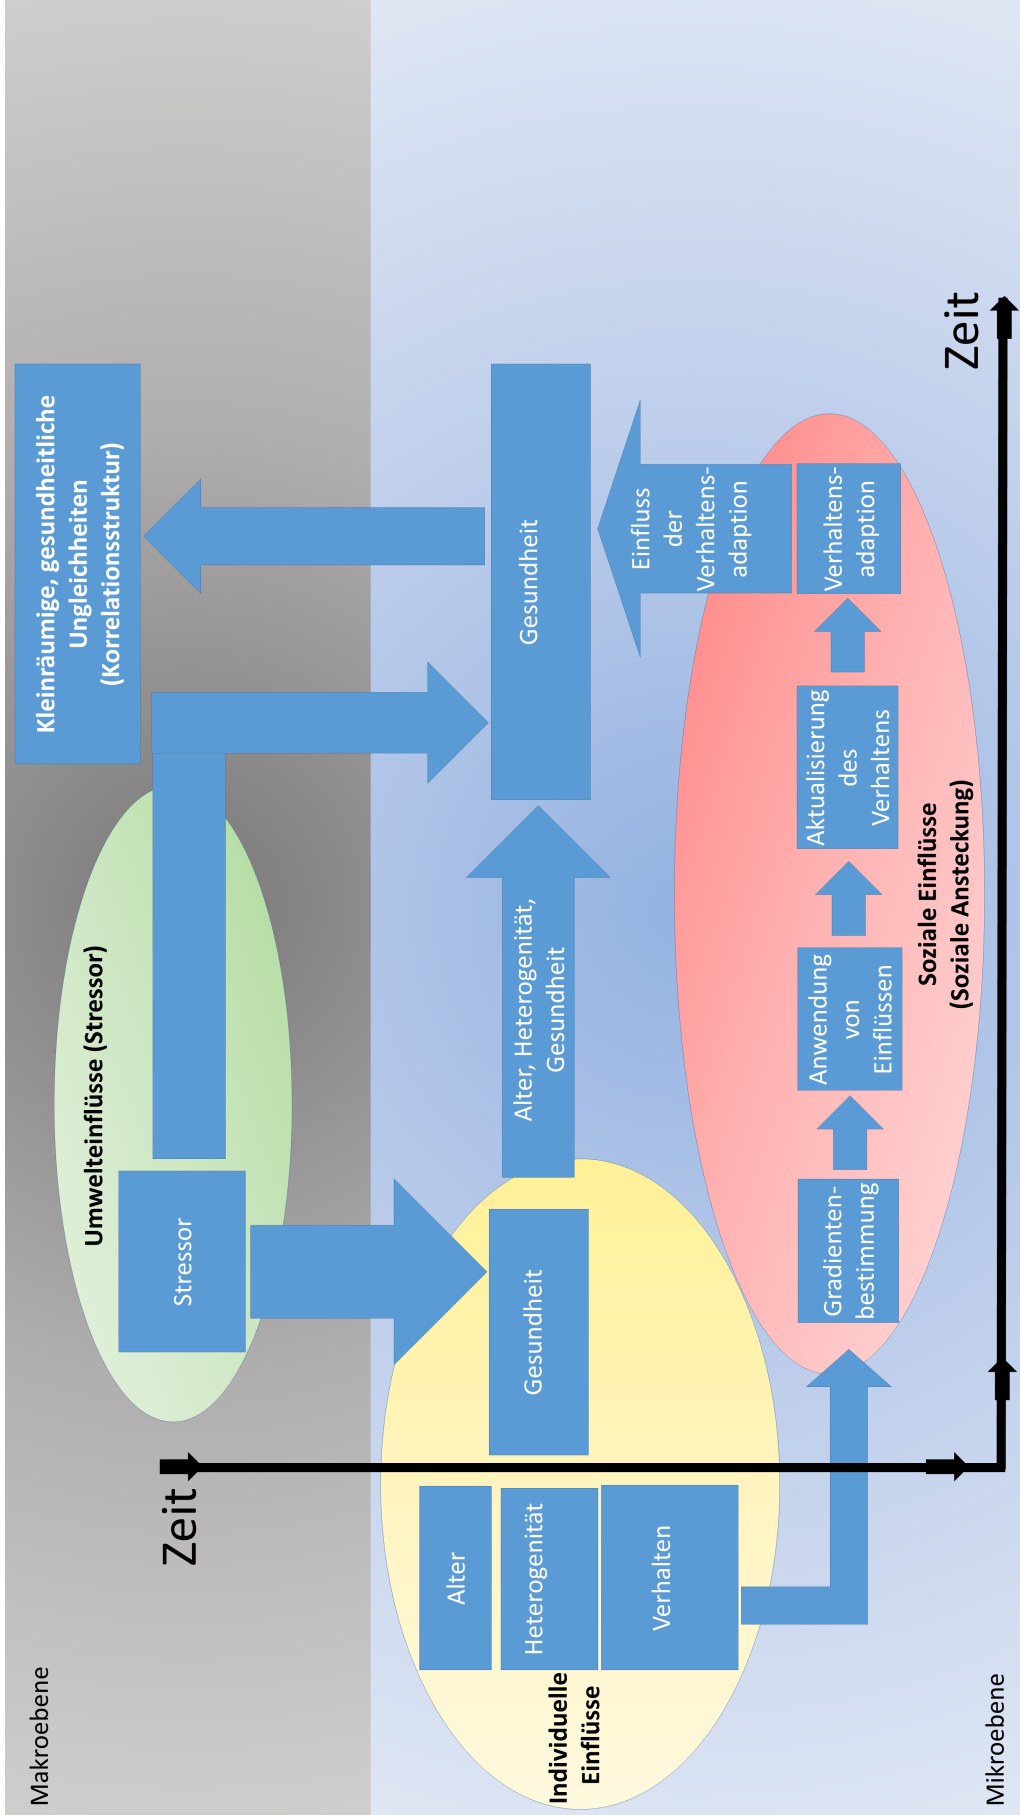 Makroebene
Kleinräumige, gesundheitliche
Ungleichheiten
(Korrelationsstruktur)
Umwelteinflüsse (Stressor)
Stressor
Zeit
Alter
Heterogenität
Verhalten
Individuelle
Einflüsse
Gesundheit
Alter, Heterogenität,
Gesundheit
Gesundheit
Einfluss
der
Verhaltens-
adaption
Gradienten-
bestimmung
Anwendung
von
Einflüssen
Aktualisierung
des
Verhaltens
Verhaltens-
adaption
Soziale Einflüsse
(Soziale Ansteckung)
Zeit
Mikroebene